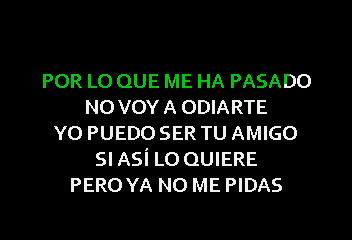 POR LO QUE ME HA PASADO
NO VOY A ODIARTE
YO PUEDO SER TU AMIGO
SI ASÍ LO QUIERE
PERO YA NO ME PIDAS